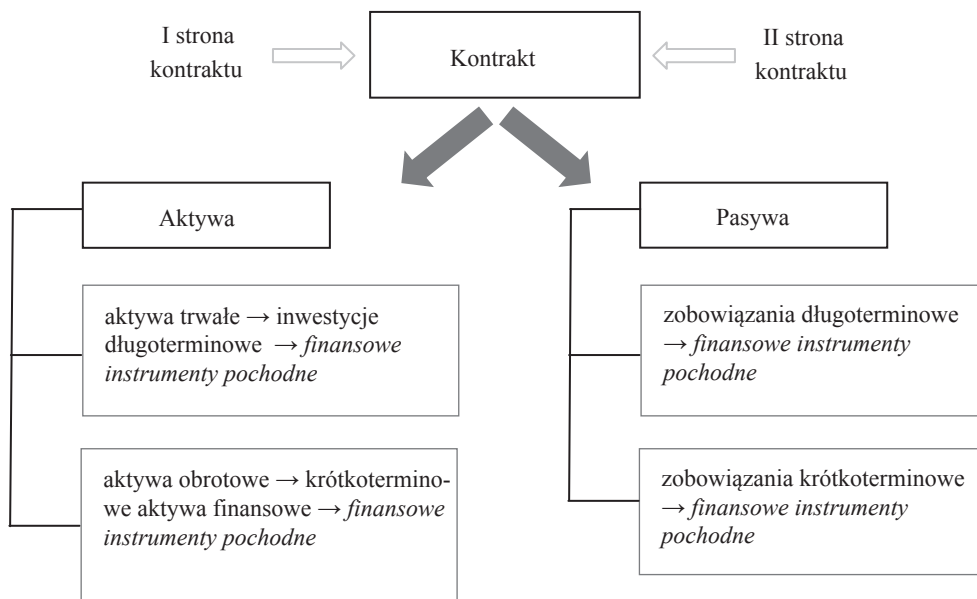 I strona
kontraktu
Kontrakt
II strona
kontraktu
Aktywa
Pasywa
aktywa trwałe → inwestycje
długoterminowe → finansowe
instrumenty pochodne
zobowiązania długoterminowe
→ finansowe instrumenty
pochodne
aktywa obrotowe → krótkotermino-
we aktywa finansowe → finansowe
instrumenty pochodne
zobowiązania krótkoterminowe
→ finansowe instrumenty
pochodne